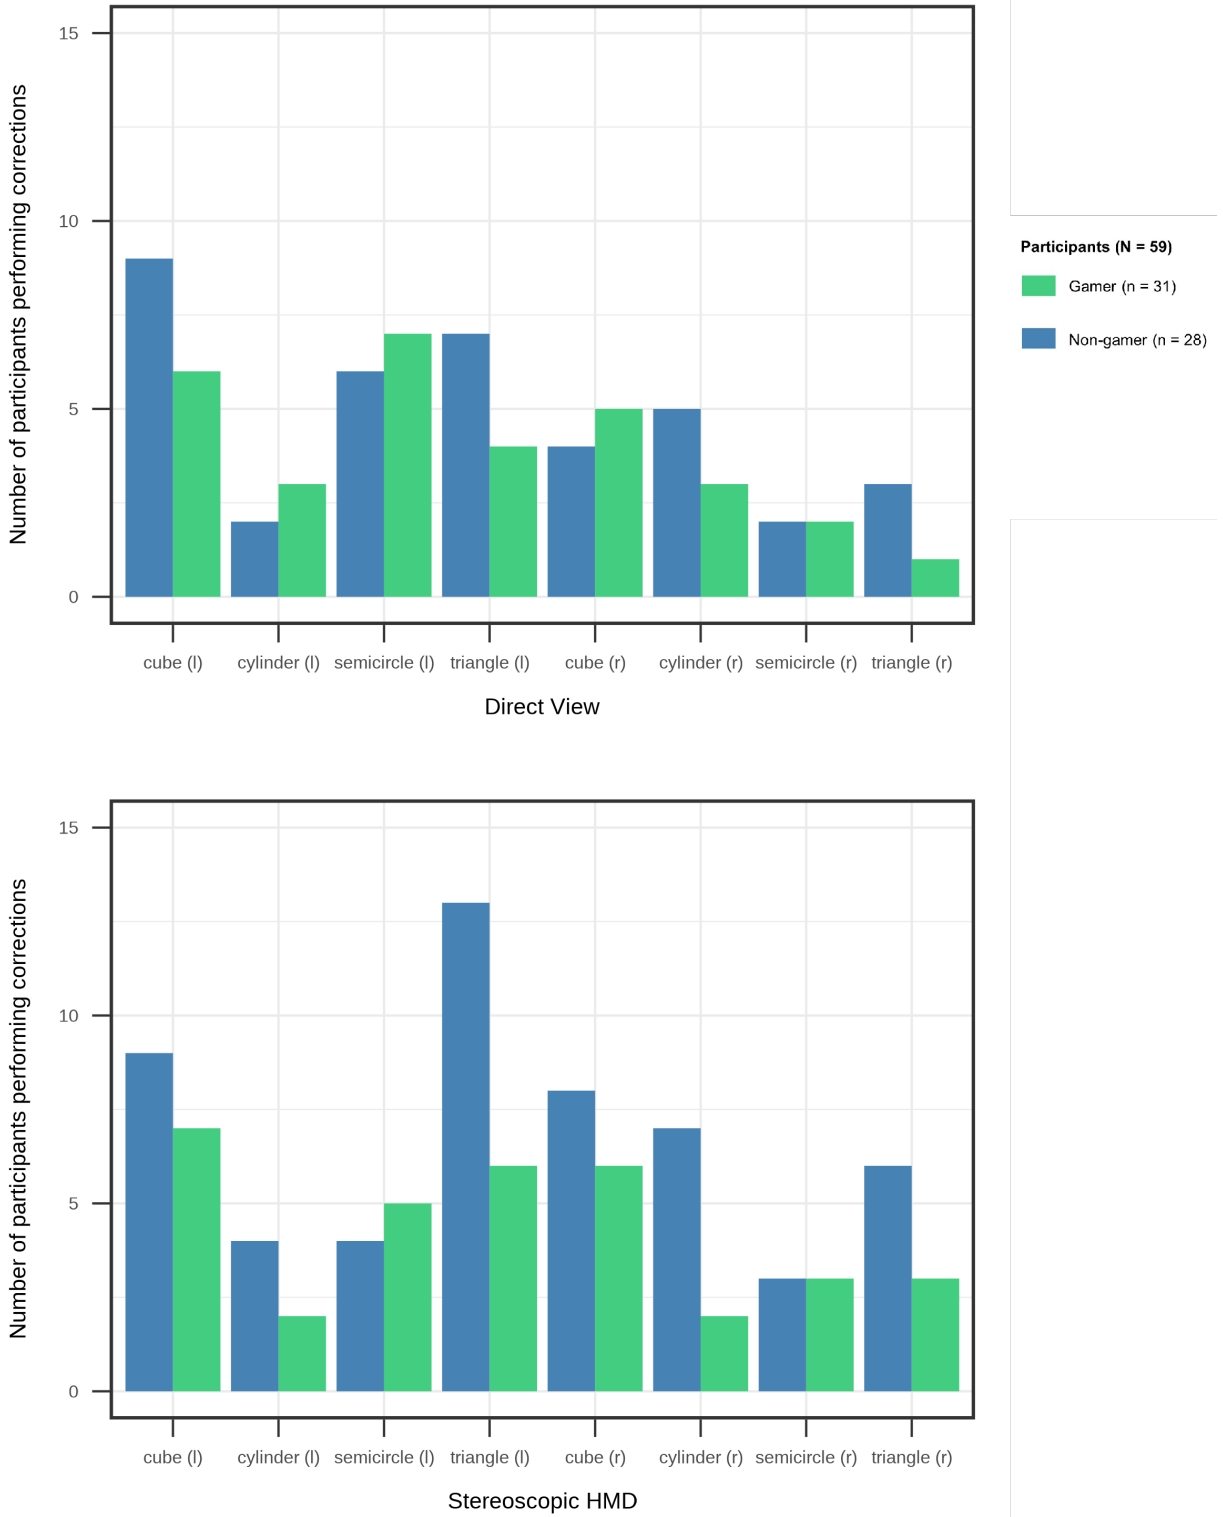 Number of participants performing corrections
15
10
5
0
cube (l) cylinder (l) semicircle (l) triangle (l) cube (r) cylinder (r) semicircle (r) triangle (r)
Direct View
Participants (N = 59)
Gamer (n = 31)
Non-gamer (n = 28)
Number of participants performing corrections
15
10
5
0
cube (l) cylinder (l) semicircle (l) triangle (l) cube (r) cylinder (r) semicircle (r) triangle (r)
Stereoscopic HMD